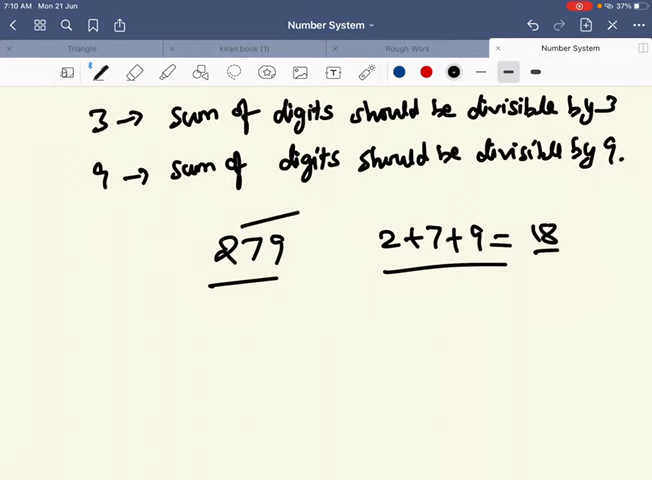 7:10 AM Mon 21 Jun 37%
Number System
Triangle kiran book (1) Rough Work Number System
T
3 → sum of digits should be divisible by 3
9 → sum of digits should be divisible by 9.
279 2+7+9 = 18